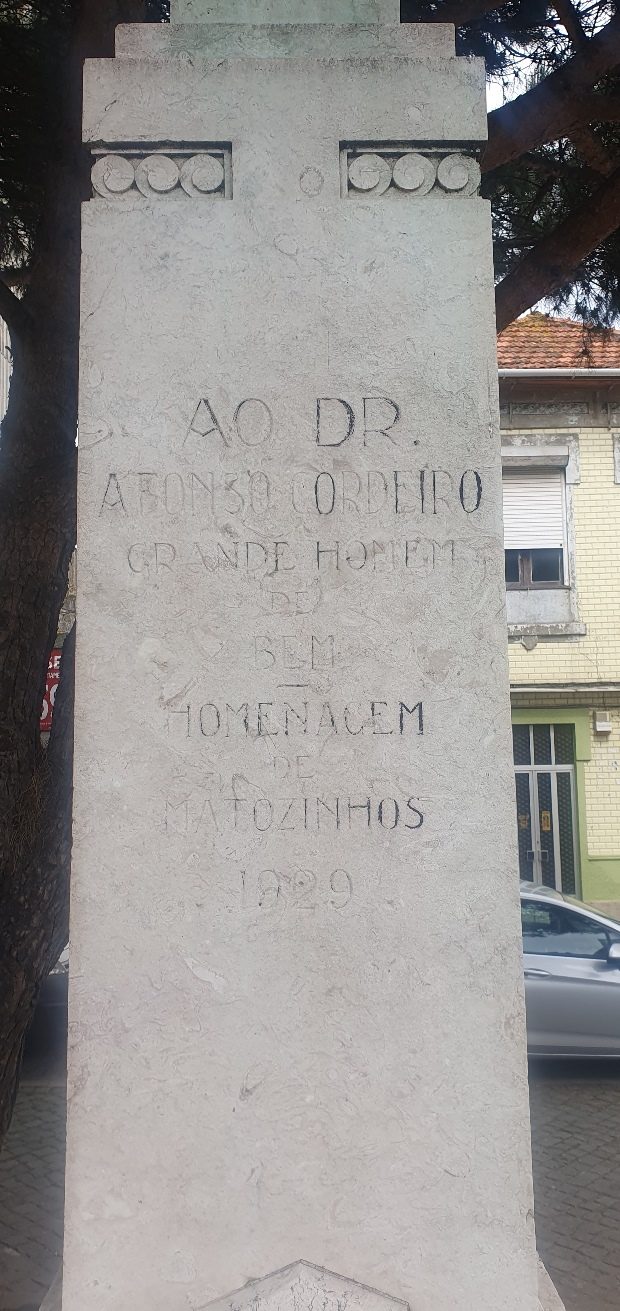 AO DR.
AFONSO CORDEIRO
GRANDE HOMEM
DE
BEM
HOMENAGEM
DE
MATOZINHOS
1929